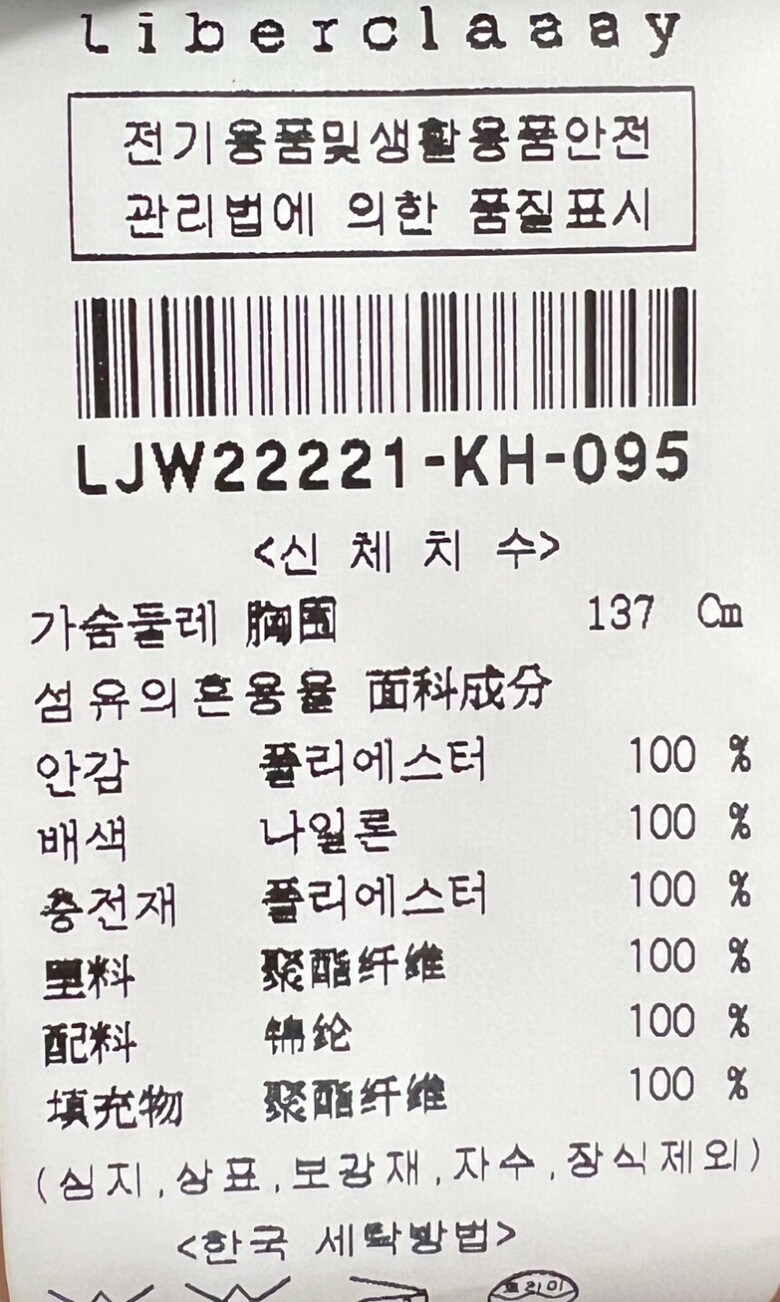 Liberclaaay
전기용품및생활용품안전
관리법에 의한 품질표시
LJW22221-KH-095
<신 체 치 수>
가슴둘레 胸围 137 Cm
섬유의혼용율 面料成分
안감 폴리에스터 100 %
배색 나일론 100 %
충전재 폴리에스터 100 %
里料 聚酯纤维 100 %
配料 锦纶 100 %
填充物 聚酯纤维 100 %
(심지,상표,보강재,자수,장식제외)
<한국 세탁방법>
드라이